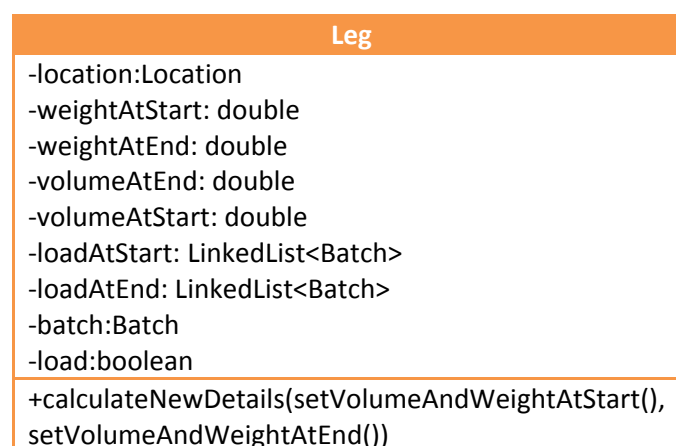 Leg
-location:Location
-weightAtStart: double
-weightAtEnd: double
-volumeAtEnd: double
-volumeAtStart: double
-loadAtStart: LinkedList<Batch>
-loadAtEnd: LinkedList<Batch>
-batch:Batch
-load:boolean
+calculateNewDetails(setVolumeAndWeightAtStart(),
setVolumeAndWeightAtEnd())